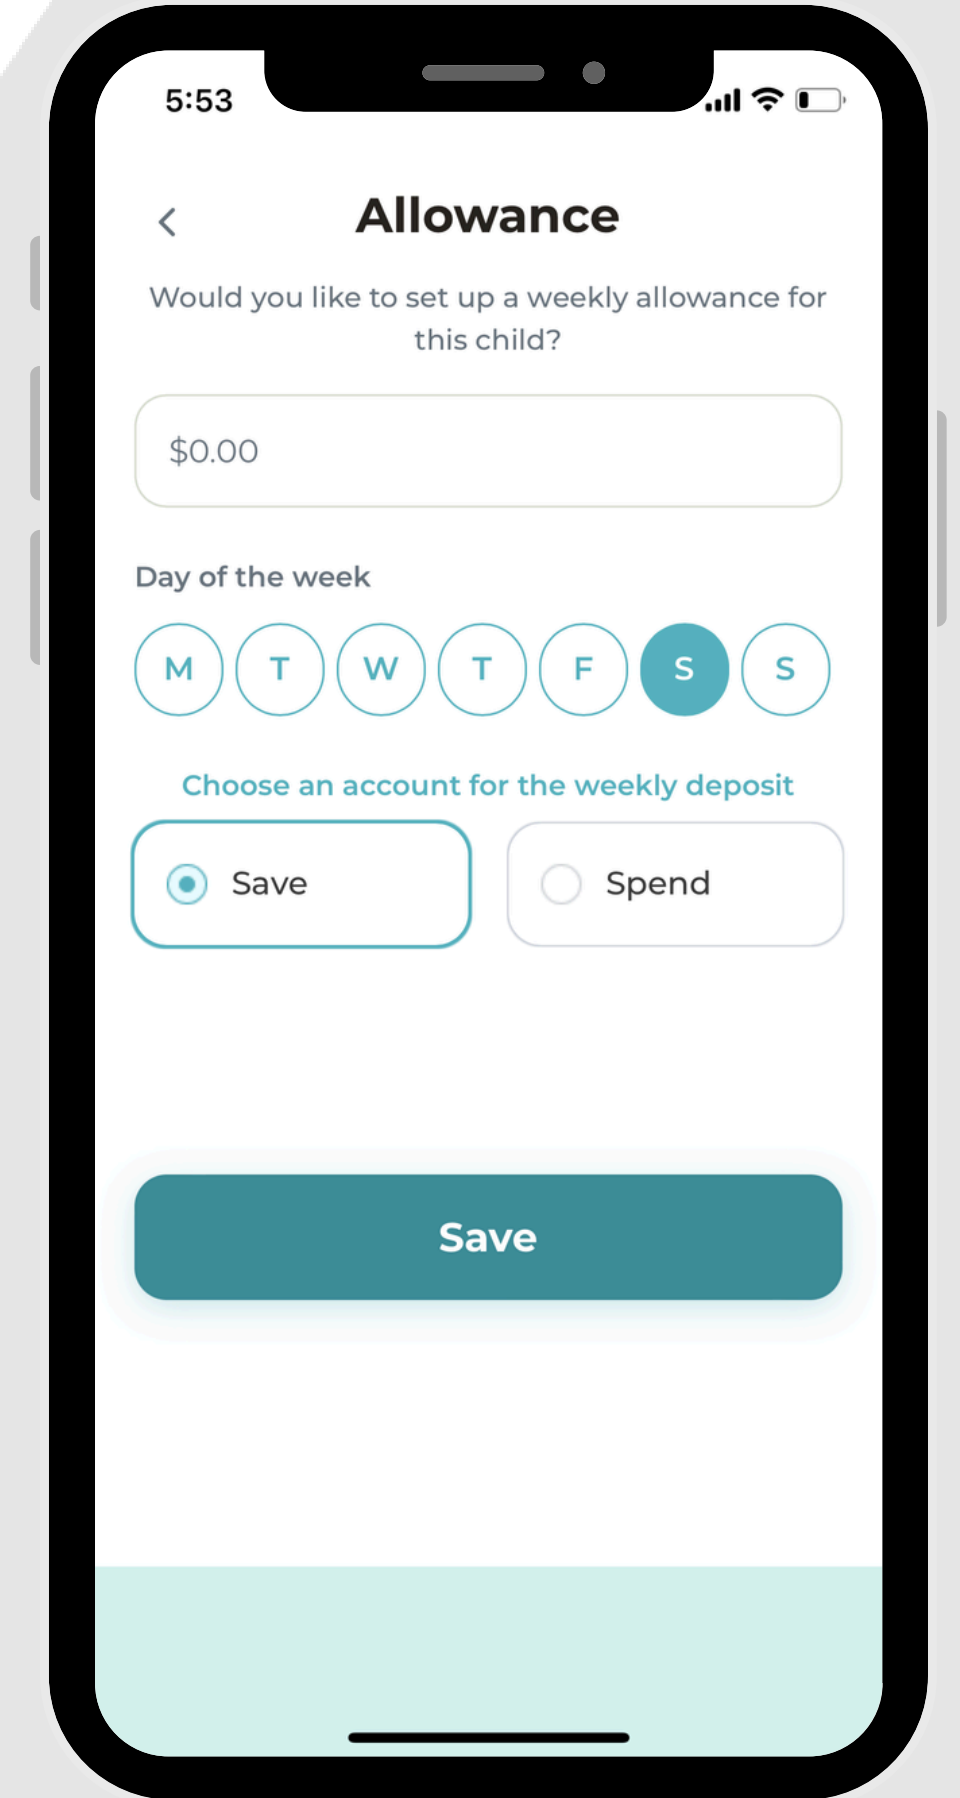 5:53
Allowance
Would you like to set up a weekly allowance for
this child?
$0.00
Day of the week
M T W T F S S
Choose an account for the weekly deposit
Save Spend
Save